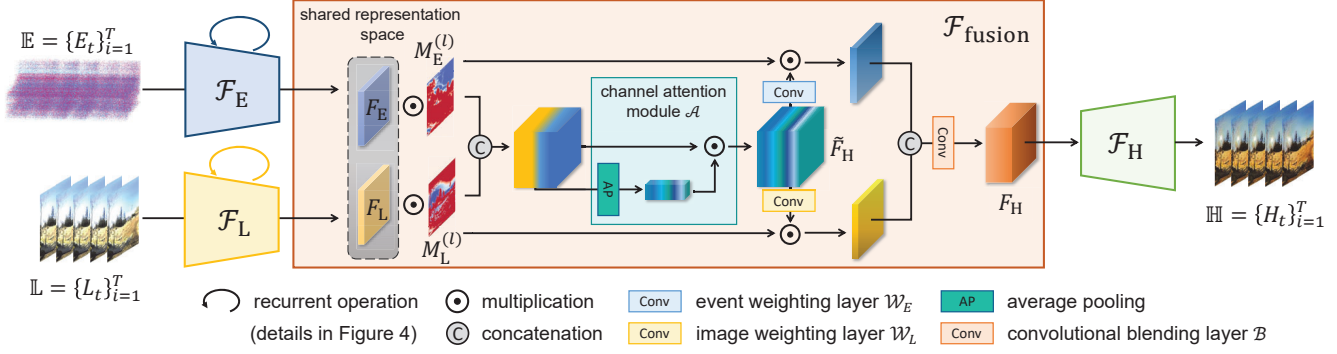 𝔼 = {E_t}_{i=1}^T
ℱ_E
shared representation
space
M_E^{(l)}
F_E
F_L
M_L^{(l)}
C
channel attention
module 𝒜
AP
Conv
F̃_H
Conv
ℱ_fusion
C
Conv
F_H
ℱ_H
ℍ = {H_t}_{i=1}^T
ℱ_L
𝕃 = {L_t}_{i=1}^T
recurrent operation
(details in Figure 4)
multiplication
C concatenation
Conv event weighting layer 𝒲_E
Conv image weighting layer 𝒲_L
AP average pooling
Conv convolutional blending layer ℬ